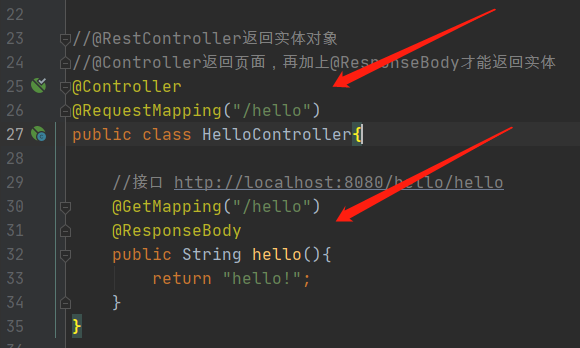 22
23 //@RestController返回实体对象
24 //@Controller返回页面，再加上@ResponseBody才能返回实体
25 @Controller
26 @RequestMapping("/hello")
27 public class HelloController{
28
29 //接口 http://localhost:8080/hello/hello
30 @GetMapping("/hello")
31 @ResponseBody
32 public String hello(){
33 return "hello!";
34 }
35 }
36